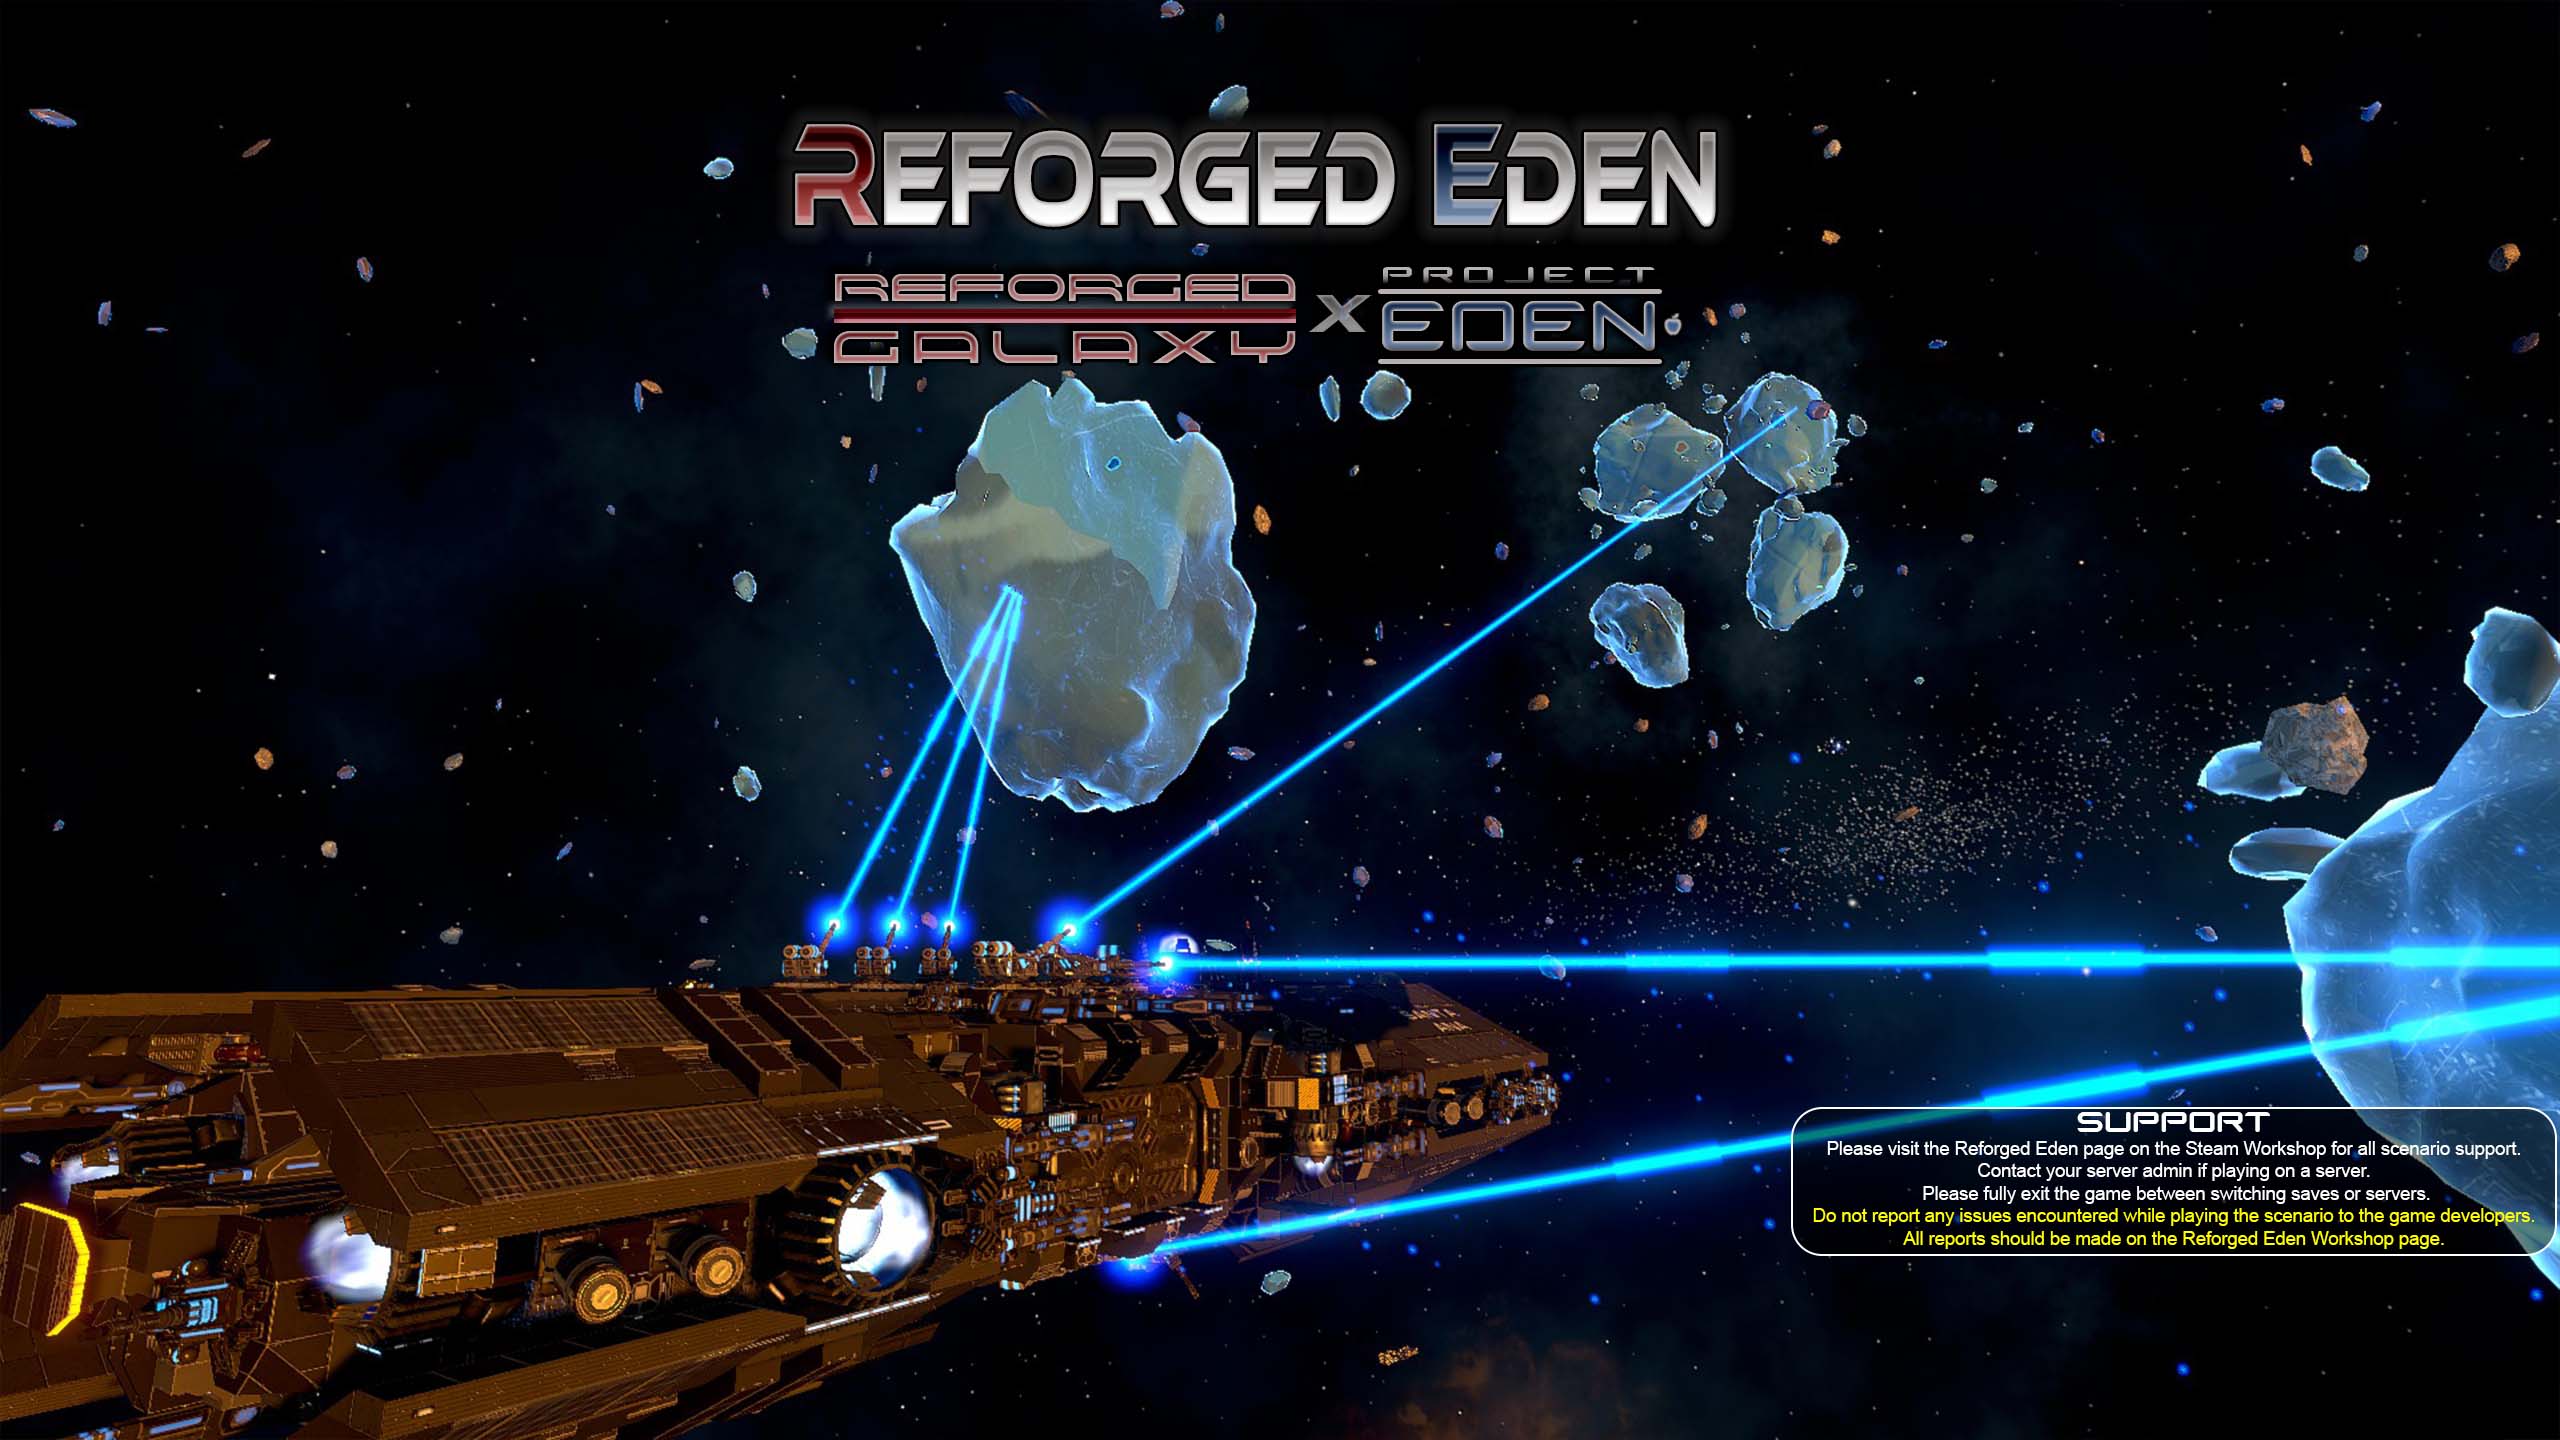 REFORGED EDEN
REFORGED
GALAXY
X
PROJECT
EDEN
SANTA
ANA
SUPPORT
Please visit the Reforged Eden page on the Steam Workshop for all scenario support.
Contact your server admin if playing on a server.
Please fully exit the game between switching saves or servers.
Do not report any issues encountered while playing the scenario to the game developers.
All reports should be made on the Reforged Eden Workshop page.